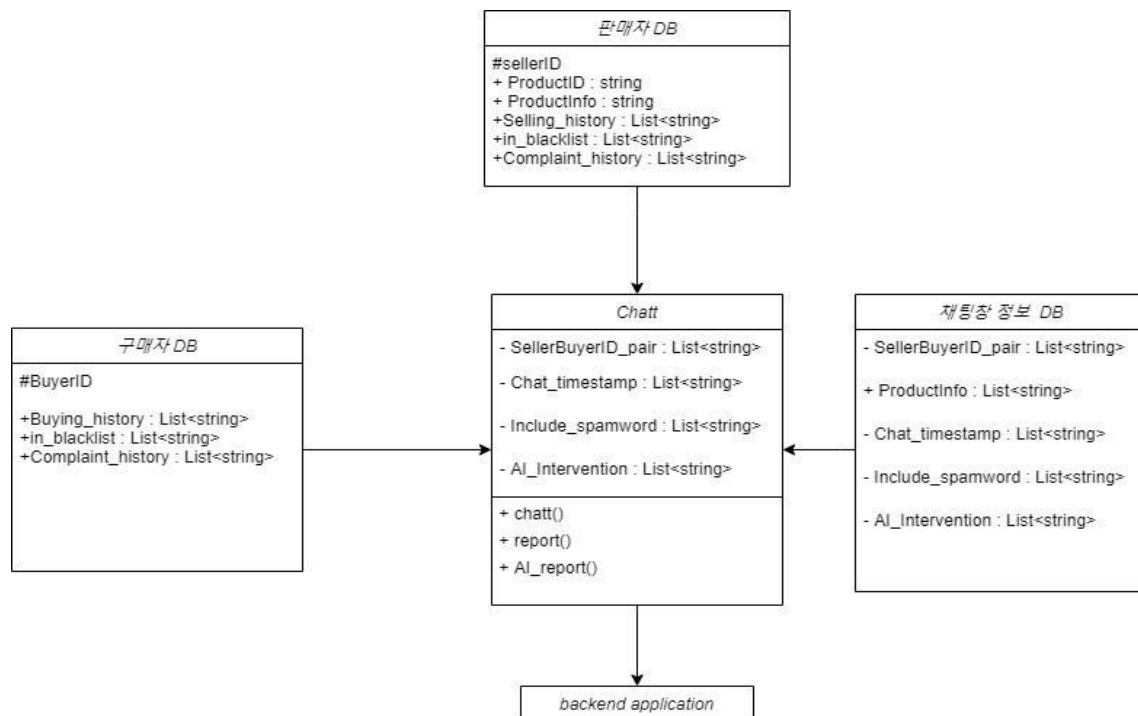 판매자 DB
#sellerID
+ ProductID : string
+ ProductInfo : string
+Selling_history : List<string>
+in_blacklist : List<string>
+Complaint_history : List<string>
구매자 DB
#BuyerID
+Buying_history : List<string>
+in_blacklist : List<string>
+Complaint_history : List<string>
Chatt
- SellerBuyerID_pair : List<string>
- Chat_timestamp : List<string>
- Include_spamword : List<string>
- AI_Intervention : List<string>
+ chatt()
+ report()
+ AI_report()
채팅창 정보 DB
- SellerBuyerID_pair : List<string>
+ ProductInfo : List<string>
- Chat_timestamp : List<string>
- Include_spamword : List<string>
- AI_Intervention : List<string>
backend application